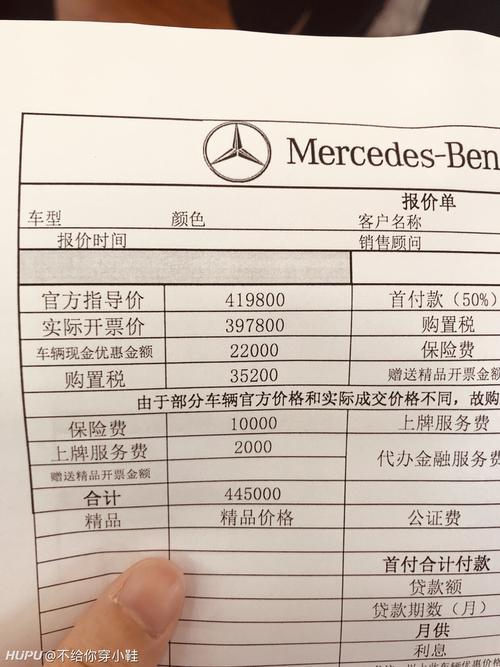 Mercedes-Ben
报价单
车型 颜色 客户名称
报价时间 销售顾问
官方指导价 419800 首付款（50%）
实际开票价 397800 购置税
车辆现金优惠金额 22000 保险费
购置税 35200 赠送精品开票金额
由于部分车辆官方价格和实际成交价格不同，故购
保险费 10000 上牌服务费
上牌服务费 2000 代办金融服务费
赠送精品开票金额
合计 445000
精品 精品价格 公证费
首付合计付款
贷款额
贷款期数（月）
月供
利息
HUPU@不给你穿小鞋